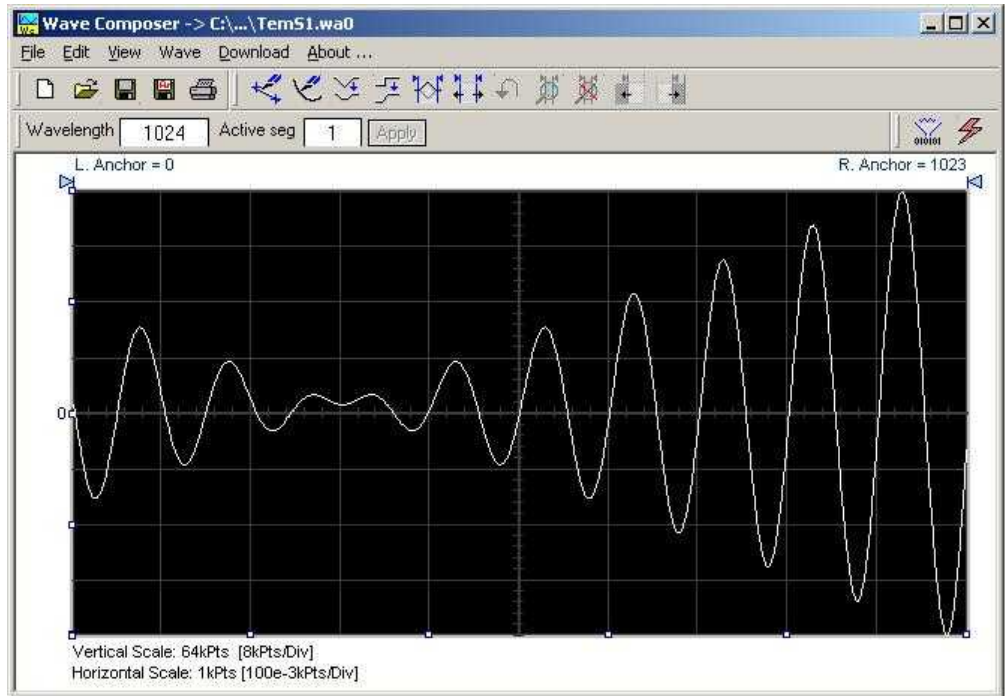 Wave Composer -> C:\...\TemS1.wa0
File Edit View Wave Download About ...
Wavelength 1024 Active seg 1 Apply
010101
L. Anchor = 0 R. Anchor = 1023
0
Vertical Scale: 64kPts [8kPts/Div]
Horizontal Scale: 1kPts [100e-3kPts/Div]